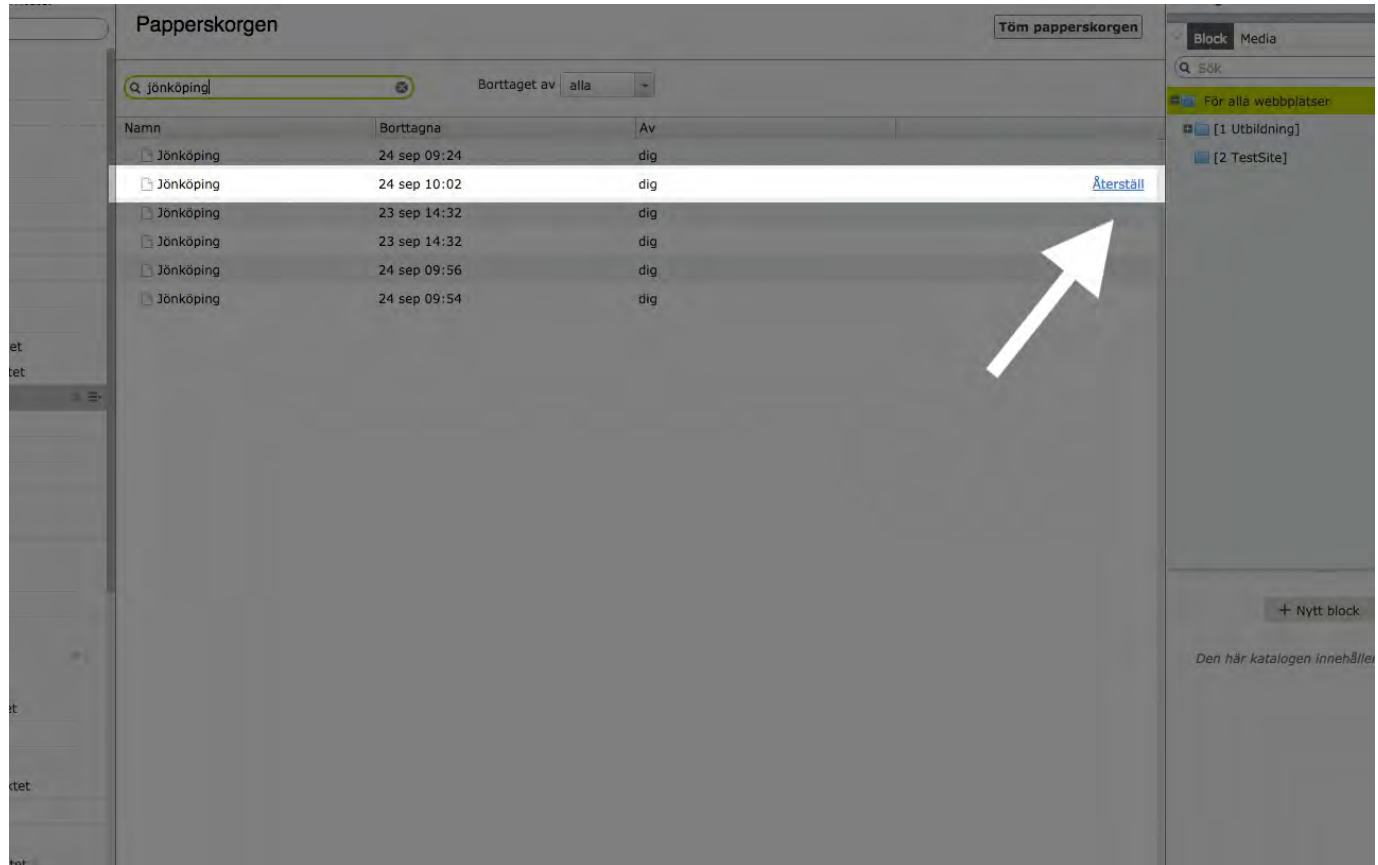 Papperskorgen
Töm papperskorgen
jönköping
Borttaget av alla
Namn Borttagna Av
Jönköping 24 sep 09:24 dig
Jönköping 24 sep 10:02 dig Återställ
Jönköping 23 sep 14:32 dig
Jönköping 23 sep 14:32 dig
Jönköping 24 sep 09:56 dig
Jönköping 24 sep 09:54 dig
et
tet
et
ktet
Block Media
Sök
För alla webbplatser
[1 Utbildning]
[2 TestSite]
+ Nytt block
Den här katalogen innehåller